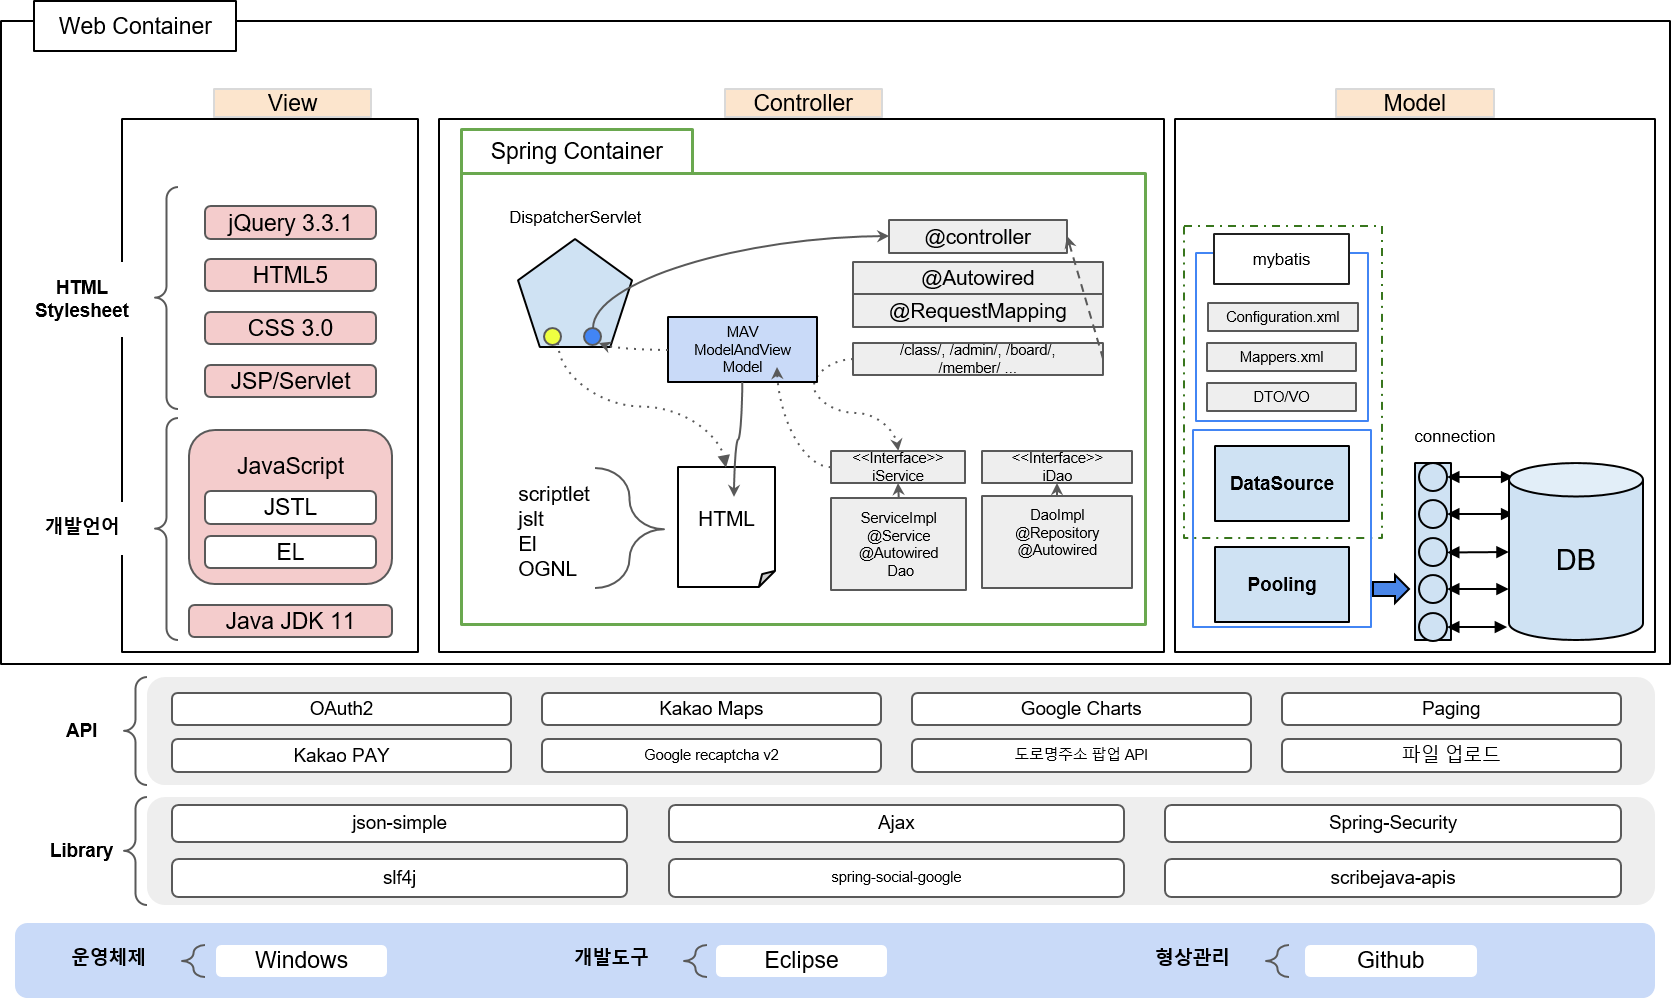 Web Container
View
Controller
Model
HTML
Stylesheet
jQuery 3.3.1
HTML5
CSS 3.0
JSP/Servlet
개발언어
JavaScript
JSTL
EL
Java JDK 11
Spring Container
DispatcherServlet
@controller
@Autowired
@RequestMapping
/class/, /admin/, /board/,
/member/ ...
MAV
ModelAndView
Model
scriptlet
jslt
El
OGNL
HTML
<<Interface>>
iService
ServiceImpl
@Service
@Autowired
Dao
<<Interface>>
iDao
DaoImpl
@Repository
@Autowired
mybatis
Configuration.xml
Mappers.xml
DTO/VO
DataSource
Pooling
connection
DB
API
OAuth2
Kakao Maps
Google Charts
Paging
Kakao PAY
Google recaptcha v2
도로명주소 팝업 API
파일 업로드
Library
json-simple
Ajax
Spring-Security
slf4j
spring-social-google
scribejava-apis
운영체제
Windows
개발도구
Eclipse
형상관리
Github